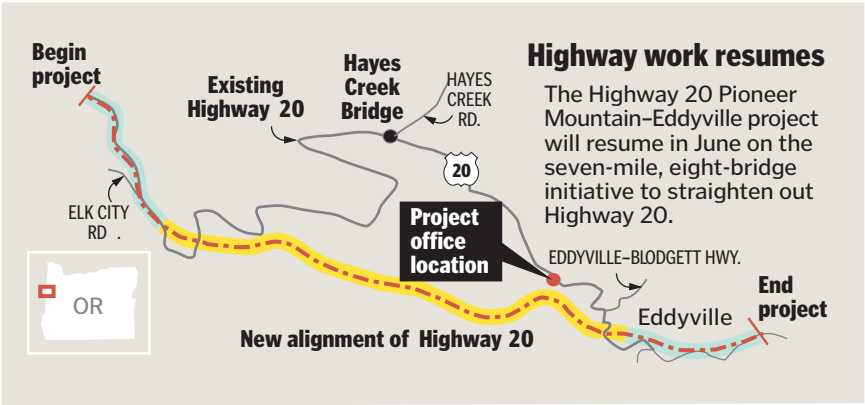 Highway work resumes
The Highway 20 Pioneer
Mountain–Eddyville project
will resume in June on the
seven-mile, eight-bridge
initiative to straighten out
Highway 20.
Begin
project
Existing
Highway 20
Hayes
Creek
Bridge
HAYES
CREEK
RD.
20
ELK CITY
RD .
Project
office
location
EDDYVILLE–BLODGETT HWY.
End
project
Eddyville
OR
New alignment of Highway 20